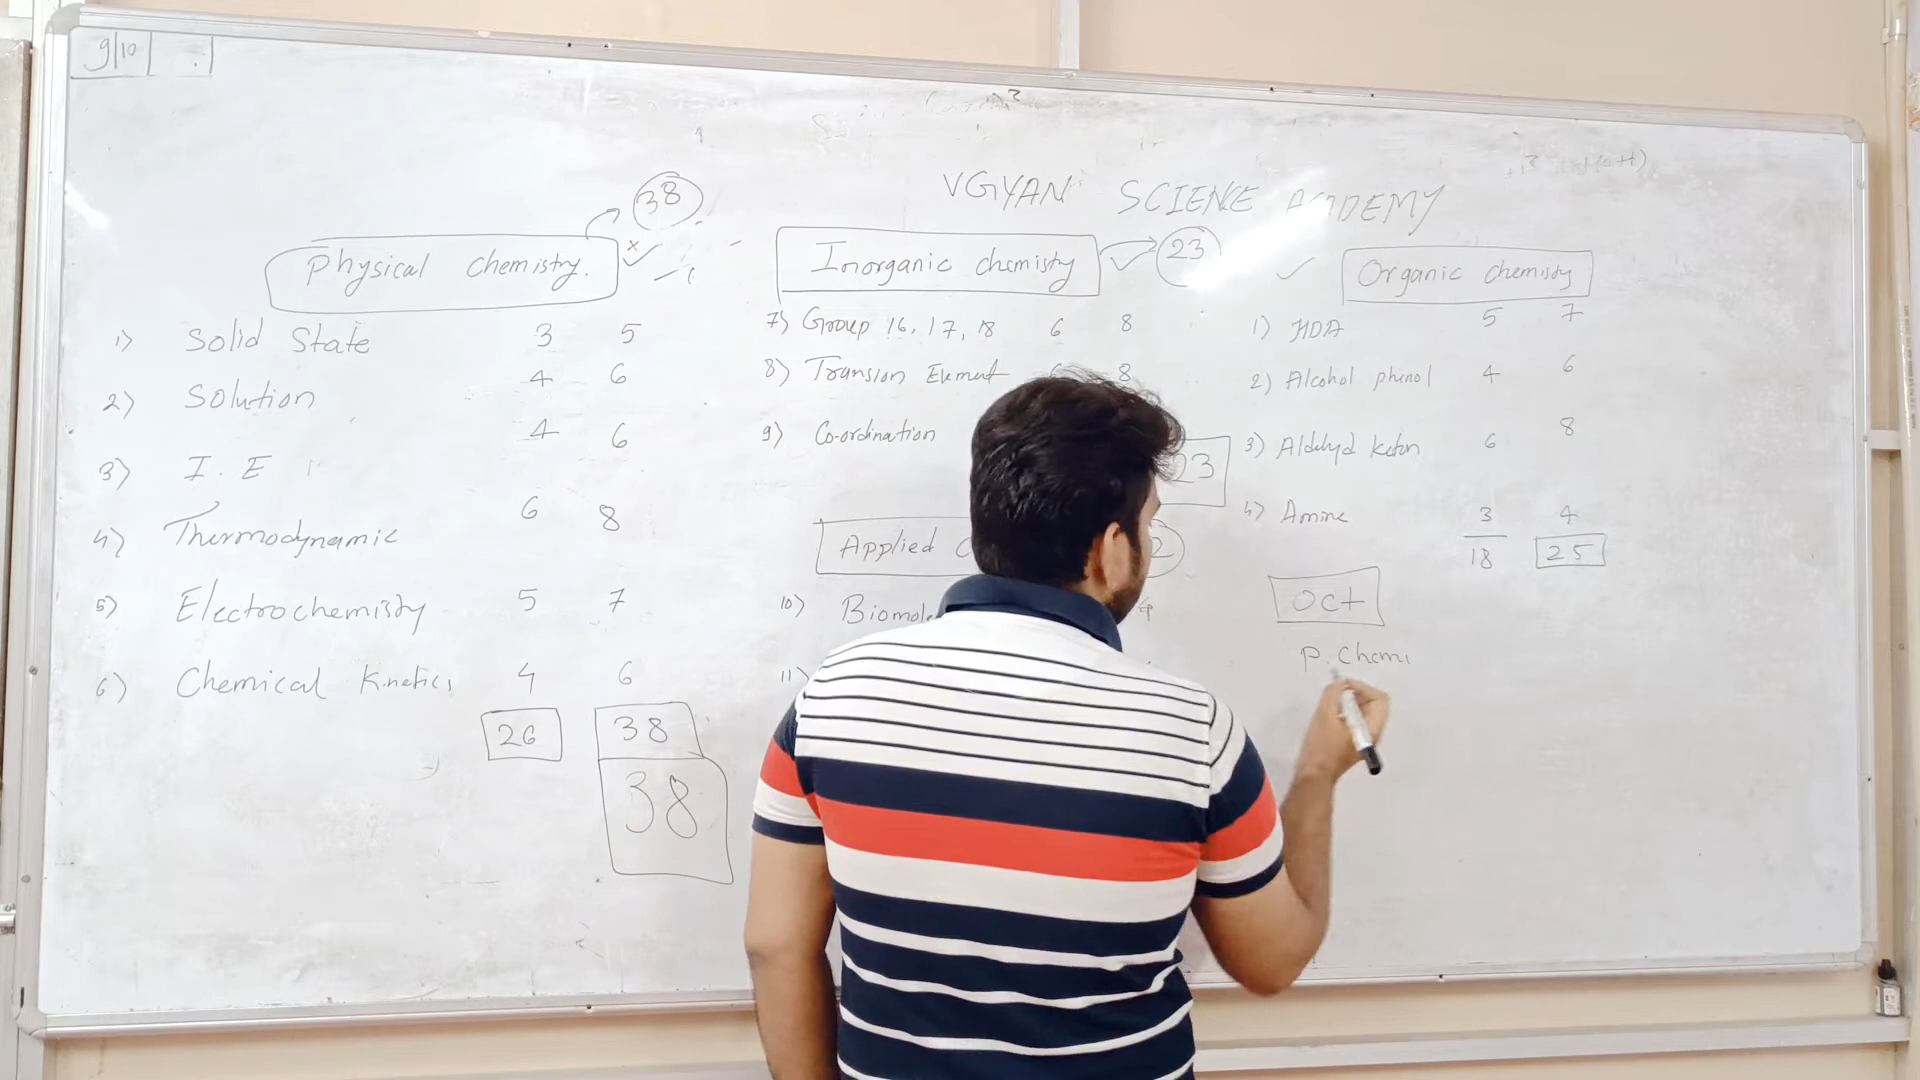 9/10
VGYAN SCIENCE ACADEMY
38
Physical chemistry.
1) Solid State 3 5
2) Solution 4 6
3) I. E 4 6
4) Thermodynamic 6 8
5) Electrochemistry 5 7
6) Chemical Kinetics 4 6
26 38
38
Inorganic chemistry 23
7) Group 16, 17, 18 6 8
8) Transion Element 6 8
9) Co-ordination
23
Applied
10)
11)
Organic chemistry
1) HDA 5 7
2) Alcohol phenol 4 6
3) Aldehyd keton 6 8
4) Amine 3 4
18 25
Oct
P. Chemi